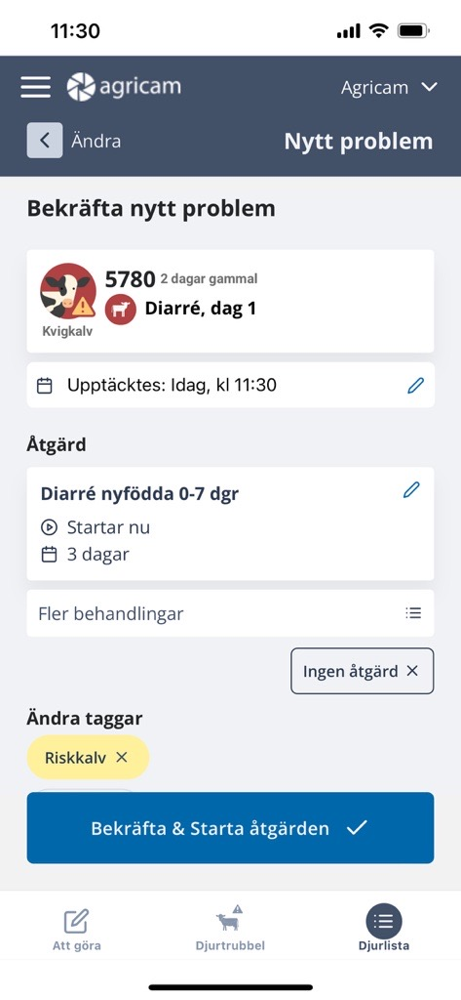 11:30
agricam
Agricam
Ändra
Nytt problem
Bekräfta nytt problem
5780 2 dagar gammal
Diarré, dag 1
Kvigkalv
Upptäcktes: Idag, kl 11:30
Åtgärd
Diarré nyfödda 0-7 dgr
Startar nu
3 dagar
Fler behandlingar
Ingen åtgärd
Ändra taggar
Riskkalv
Bekräfta & Starta åtgärden
Att göra
Djurtrubbel
Djurlista